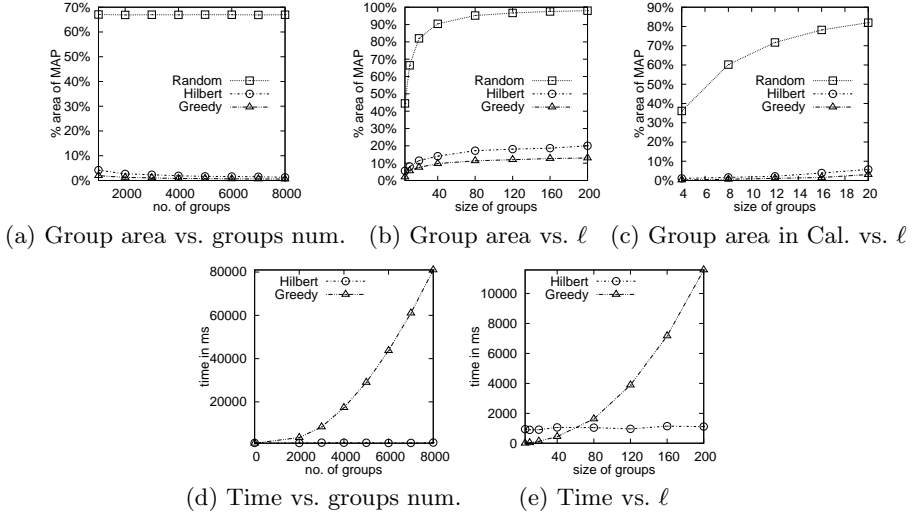 % area of MAP
70%
60%
50%
40%
30%
20%
10%
0%
Random
Hilbert
Greedy
2000 4000 6000 8000
no. of groups
(a) Group area vs. groups num.
% area of MAP
100%
90%
80%
70%
60%
50%
40%
30%
20%
10%
0%
Random
Hilbert
Greedy
40 80 120 160 200
size of groups
(b) Group area vs. ℓ
% area of MAP
90%
80%
70%
60%
50%
40%
30%
20%
10%
0%
Random
Hilbert
Greedy
4 6 8 10 12 14 16 18 20
size of groups
(c) Group area in Cal. vs. ℓ
time in ms
80000
60000
40000
20000
Hilbert
Greedy
0 2000 4000 6000 8000
no. of groups
(d) Time vs. groups num.
time in ms
10000
8000
6000
4000
2000
0
Hilbert
Greedy
40 80 120 160 200
size of groups
(e) Time vs. ℓ